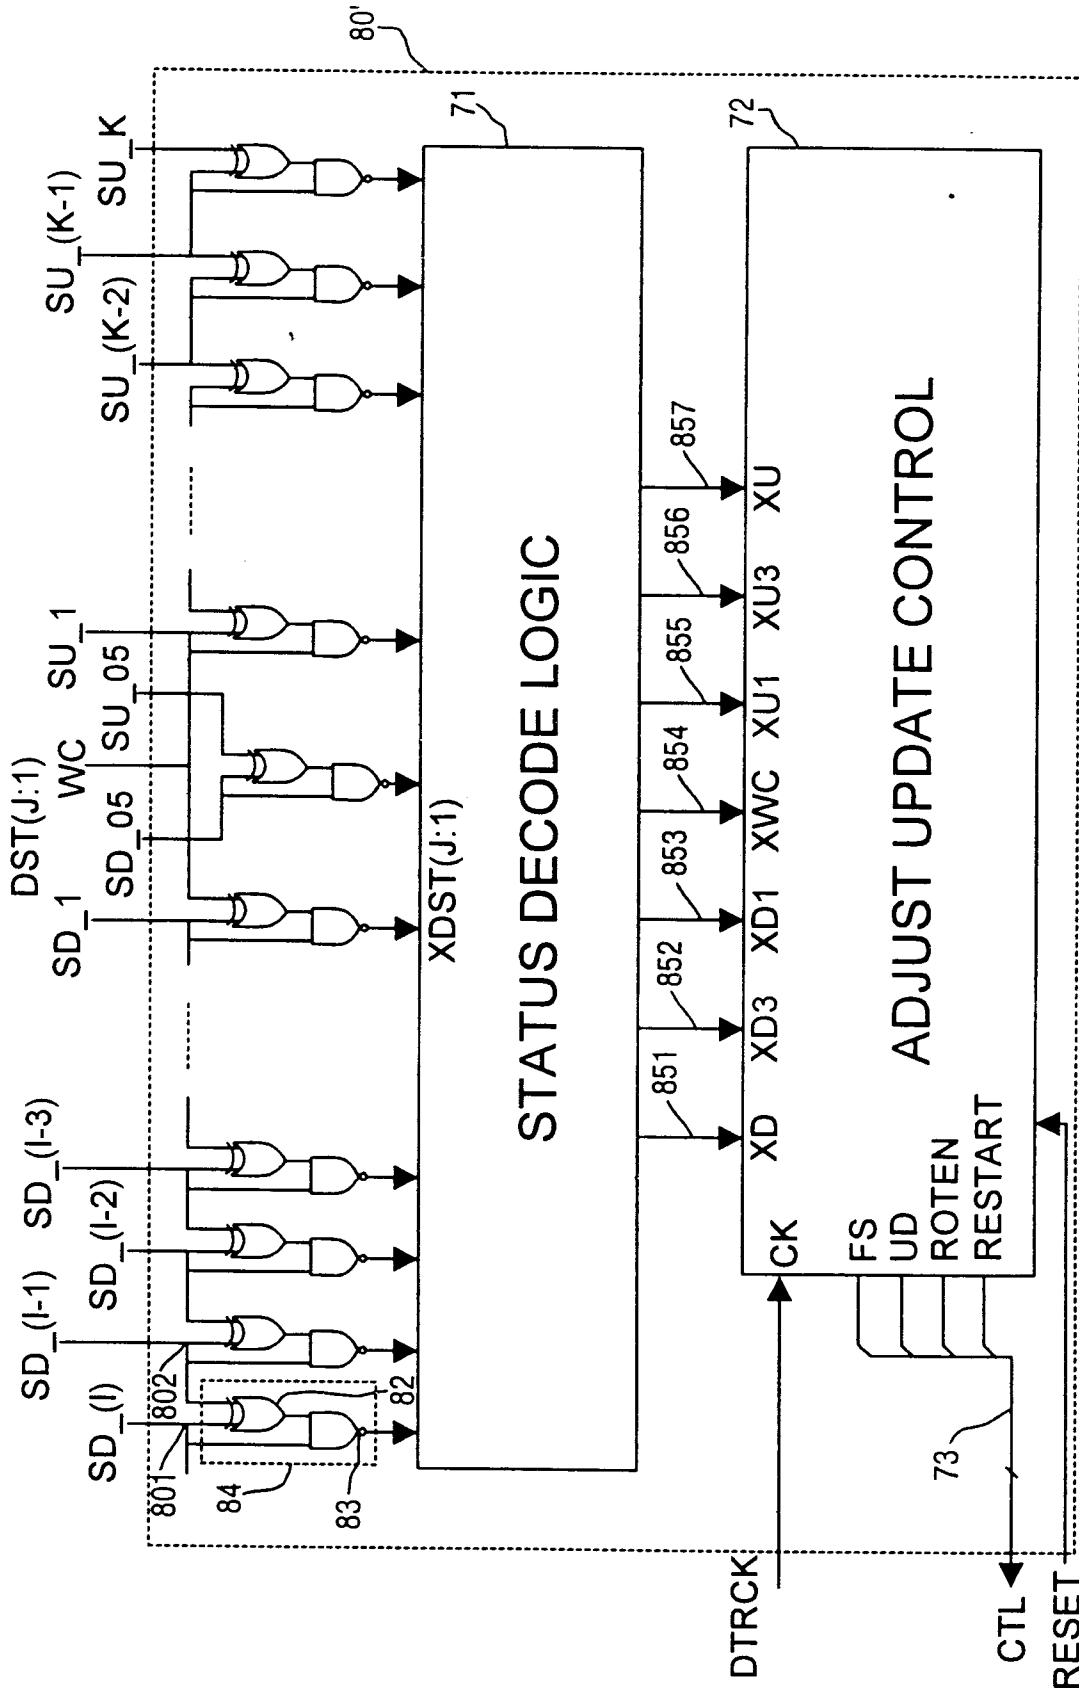 80'
DST(J:1)
SD_(I)
SD_(I-1)
SD_(I-2)
SD_(I-3)
SD_1
SD_05
WC
SU_05
SU_1
SU_(K-2)
SU_(K-1)
SU_K
801
802
82
83
84
XDST(J:1)
STATUS DECODE LOGIC
71
851
852
853
854
855
856
857
XD
XD3
XD1
XWC
XU1
XU3
XU
72
ADJUST UPDATE CONTROL
CK
FS
UD
ROTEN
RESTART
73
DTRCK
CTL
RESET